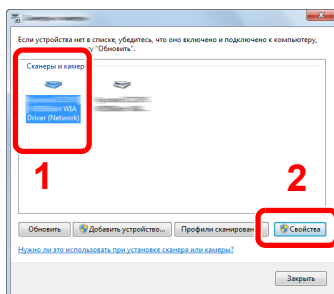 Если устройства нет в списке, убедитесь, что оно включено и подключено к компьютеру,
"Обновить".
Сканеры и камер
WIA
Driver (Network)
1
2
Обновить
Добавить устройство...
Профили сканирован
Свойства
Нужно ли это использовать при установке сканера или камеры?
Закрыть